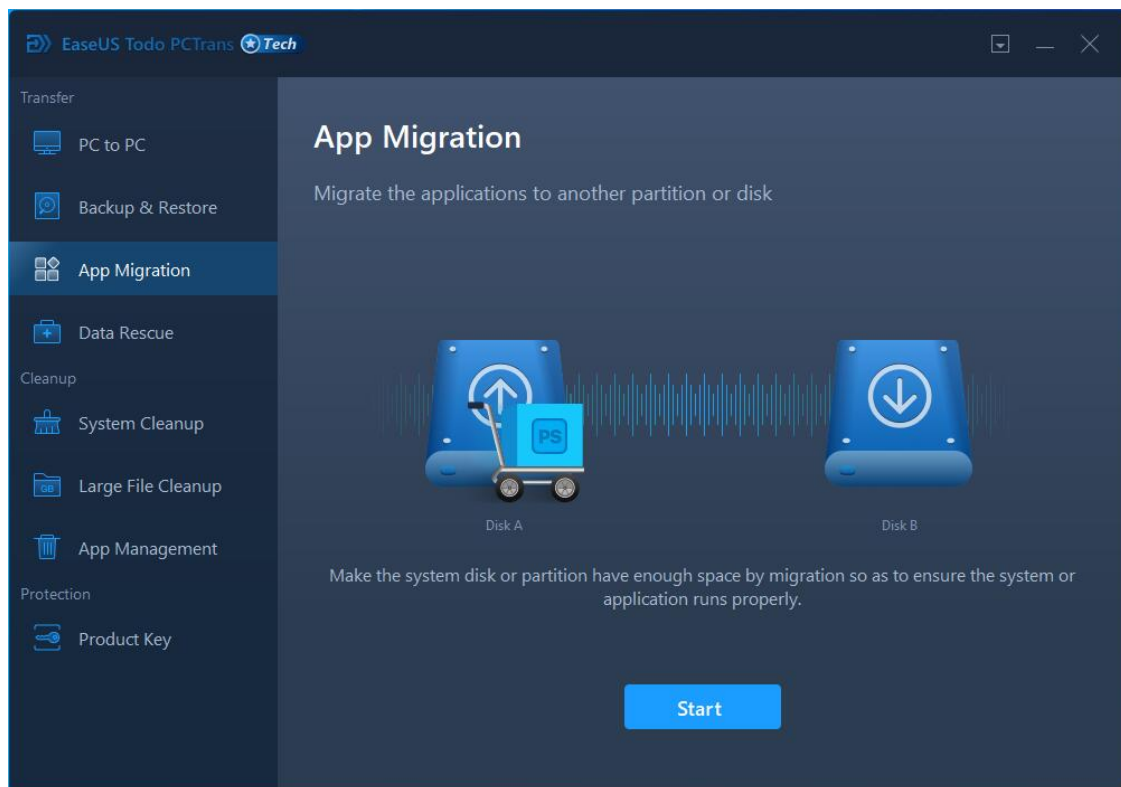 EaseUS Todo PCTrans Tech
Transfer
PC to PC
Backup & Restore
App Migration
Data Rescue
Cleanup
System Cleanup
GB
Large File Cleanup
App Management
Protection
Product Key
App Migration
Migrate the applications to another partition or disk
PS
Disk A
Disk B
Make the system disk or partition have enough space by migration so as to ensure the system or
application runs properly.
Start